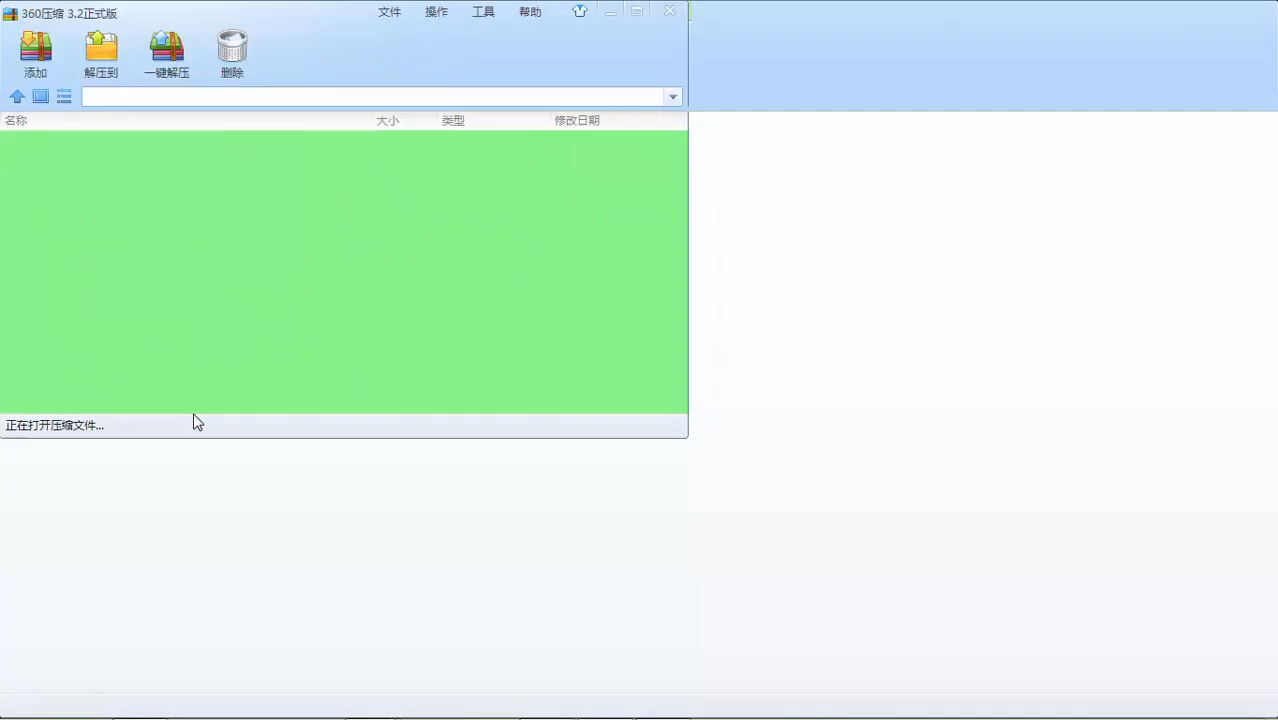 360压缩 3.2正式版
文件 操作 工具 帮助
添加 解压到 一键解压 删除
名称 大小 类型 修改日期
正在打开压缩文件...